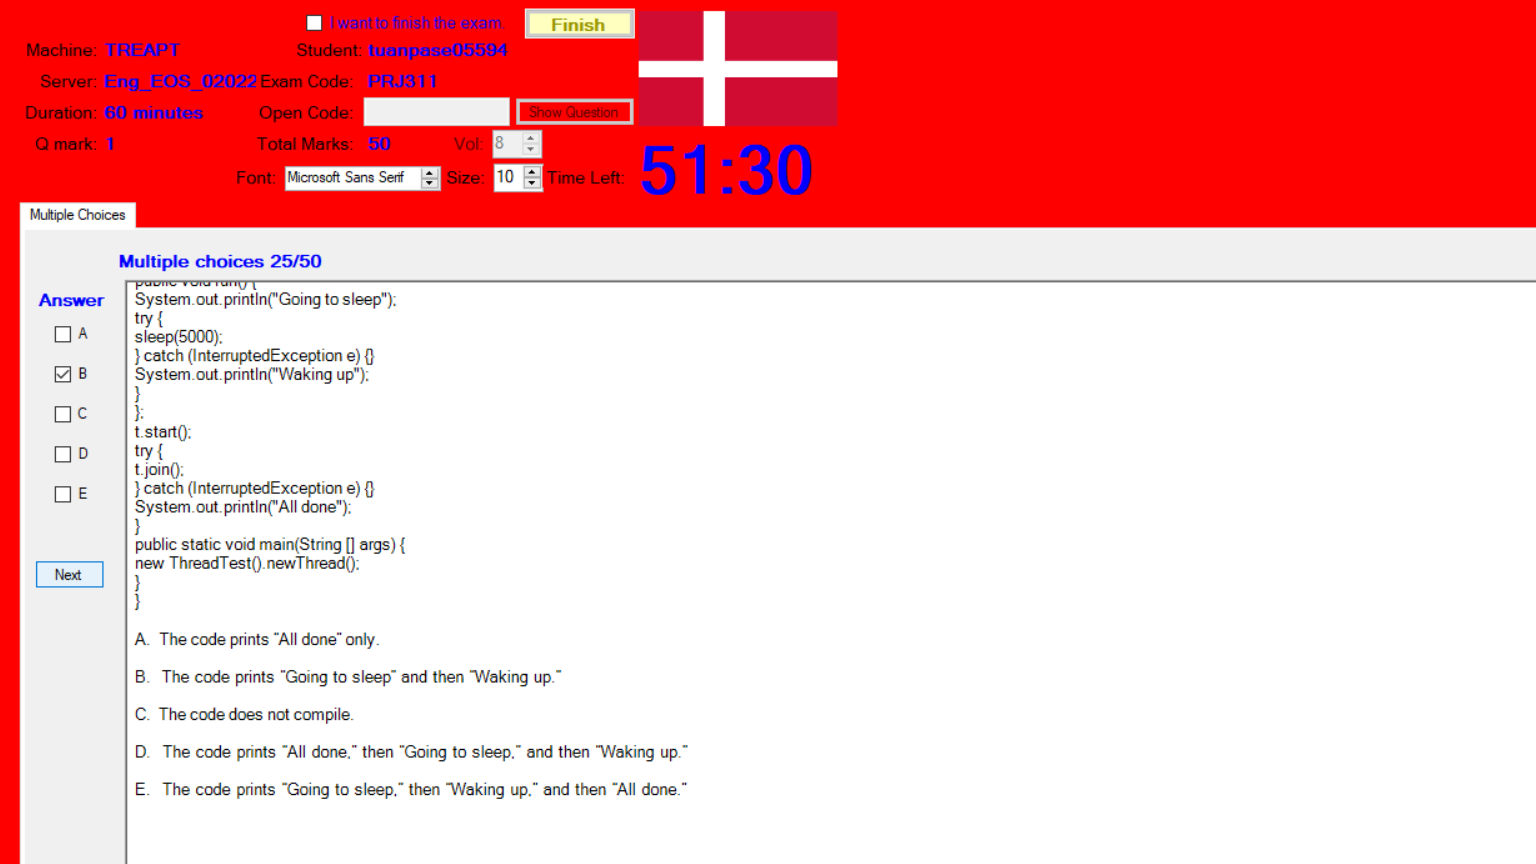 I want to finish the exam.
Finish
Machine: TREAPT
Student: tuanpase05594
Server: Eng_EOS_02022
Exam Code: PRJ311
Duration: 60 minutes
Open Code:
Show Question
Q mark: 1
Total Marks: 50
Vol: 8
Font: Microsoft Sans Serif
Size: 10
Time Left: 51:30
Multiple Choices
Multiple choices 25/50
Answer
A
B
C
D
E
Next
public void run() {
System.out.println("Going to sleep");
try {
sleep(5000);
} catch (InterruptedException e) {}
System.out.println("Waking up");
}
};
t.start();
try {
t.join();
} catch (InterruptedException e) {}
System.out.println("All done");
}
public static void main(String [] args) {
new ThreadTest().newThread();
}
}
A. The code prints “All done” only.
B. The code prints “Going to sleep” and then “Waking up.”
C. The code does not compile.
D. The code prints “All done,” then “Going to sleep,” and then “Waking up.”
E. The code prints “Going to sleep,” then “Waking up,” and then “All done.”